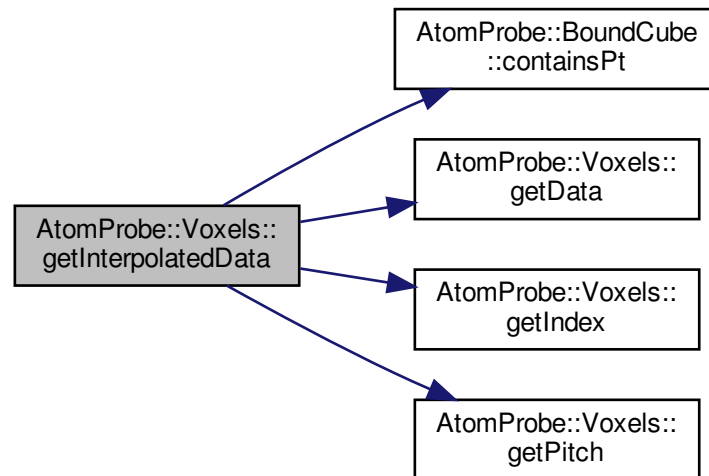 AtomProbe::BoundCube
::containsPt
AtomProbe::Voxels::
getData
AtomProbe::Voxels::
getInterpolatedData
AtomProbe::Voxels::
getIndex
AtomProbe::Voxels::
getPitch